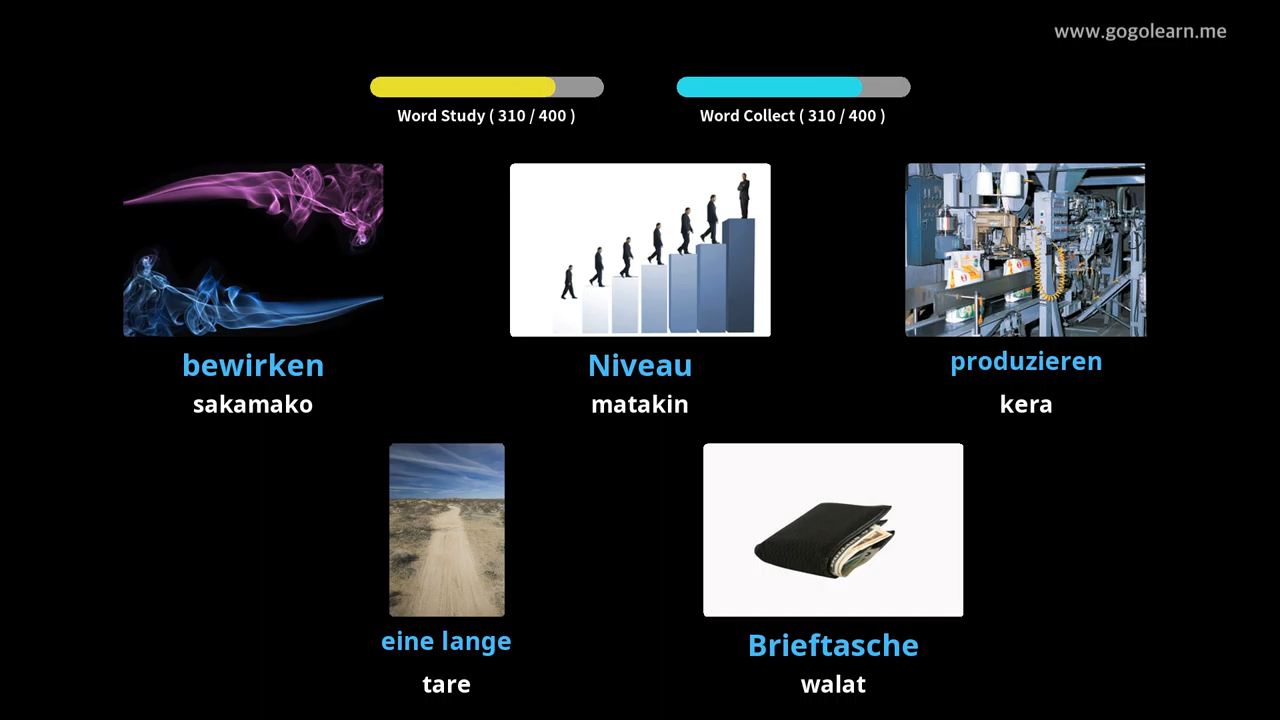 www.gogolearn.me
Word Study ( 310 / 400 )
Word Collect ( 310 / 400 )
bewirken
sakamako
Niveau
matakin
produzieren
kera
eine lange
tare
Brieftasche
walat